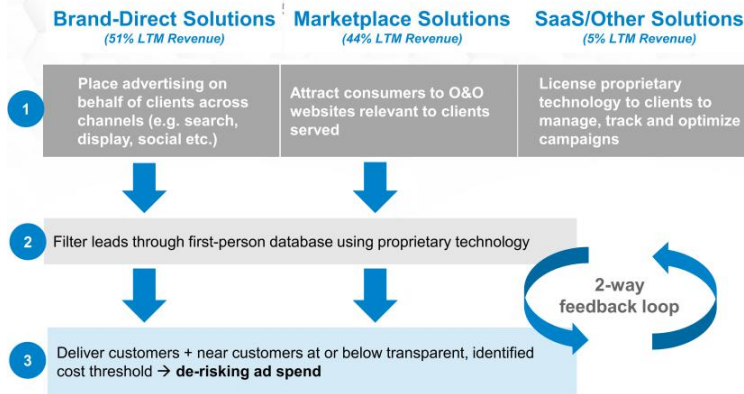 Brand-Direct Solutions
(51% LTM Revenue)
Marketplace Solutions
(44% LTM Revenue)
SaaS/Other Solutions
(5% LTM Revenue)
1
Place advertising on
behalf of clients across
channels (e.g. search,
display, social etc.)
Attract consumers to O&O
websites relevant to clients
served
License proprietary
technology to clients to
manage, track and optimize
campaigns
2
Filter leads through first-person database using proprietary technology
2-way
feedback loop
3
Deliver customers + near customers at or below transparent, identified
cost threshold → de-risking ad spend